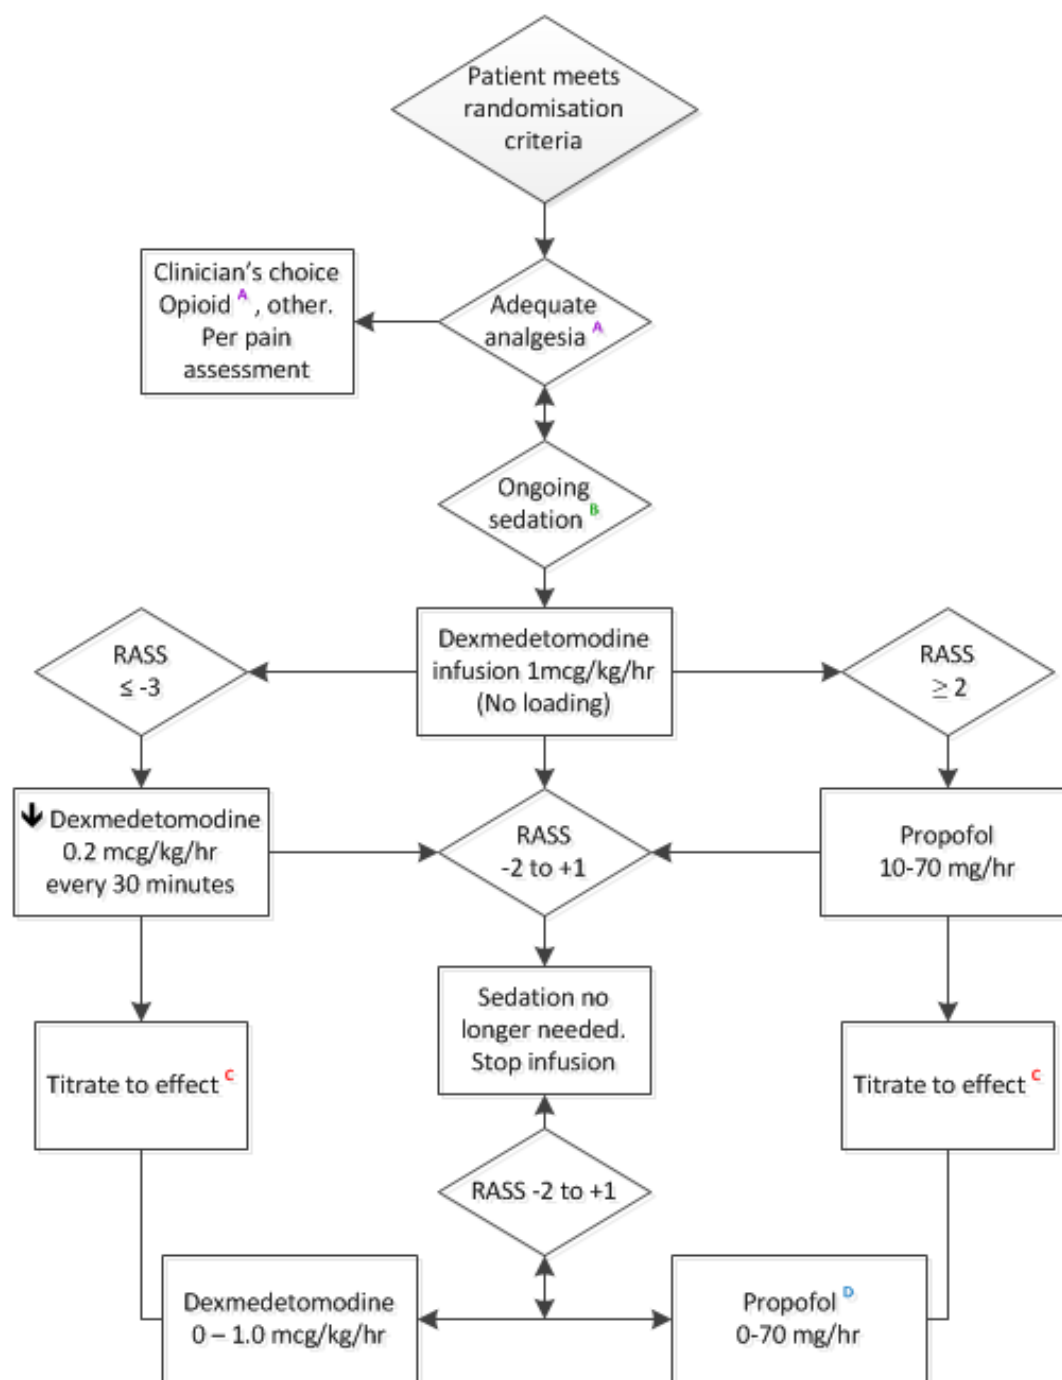 Patient meets
randomisation
criteria
Clinician's choice
Opioid A , other.
Per pain
assessment
Adequate
analgesia A
Ongoing
sedation B
RASS
≤ -3
Dexmedetomodine
infusion 1mcg/kg/hr
(No loading)
RASS
≥ 2
Dexmedetomodine
0.2 mcg/kg/hr
every 30 minutes
RASS
-2 to +1
Propofol
10-70 mg/hr
Sedation no
longer needed.
Stop infusion
Titrate to effect C
Titrate to effect C
RASS -2 to +1
Dexmedetomodine
0 – 1.0 mcg/kg/hr
Propofol D
0-70 mg/hr